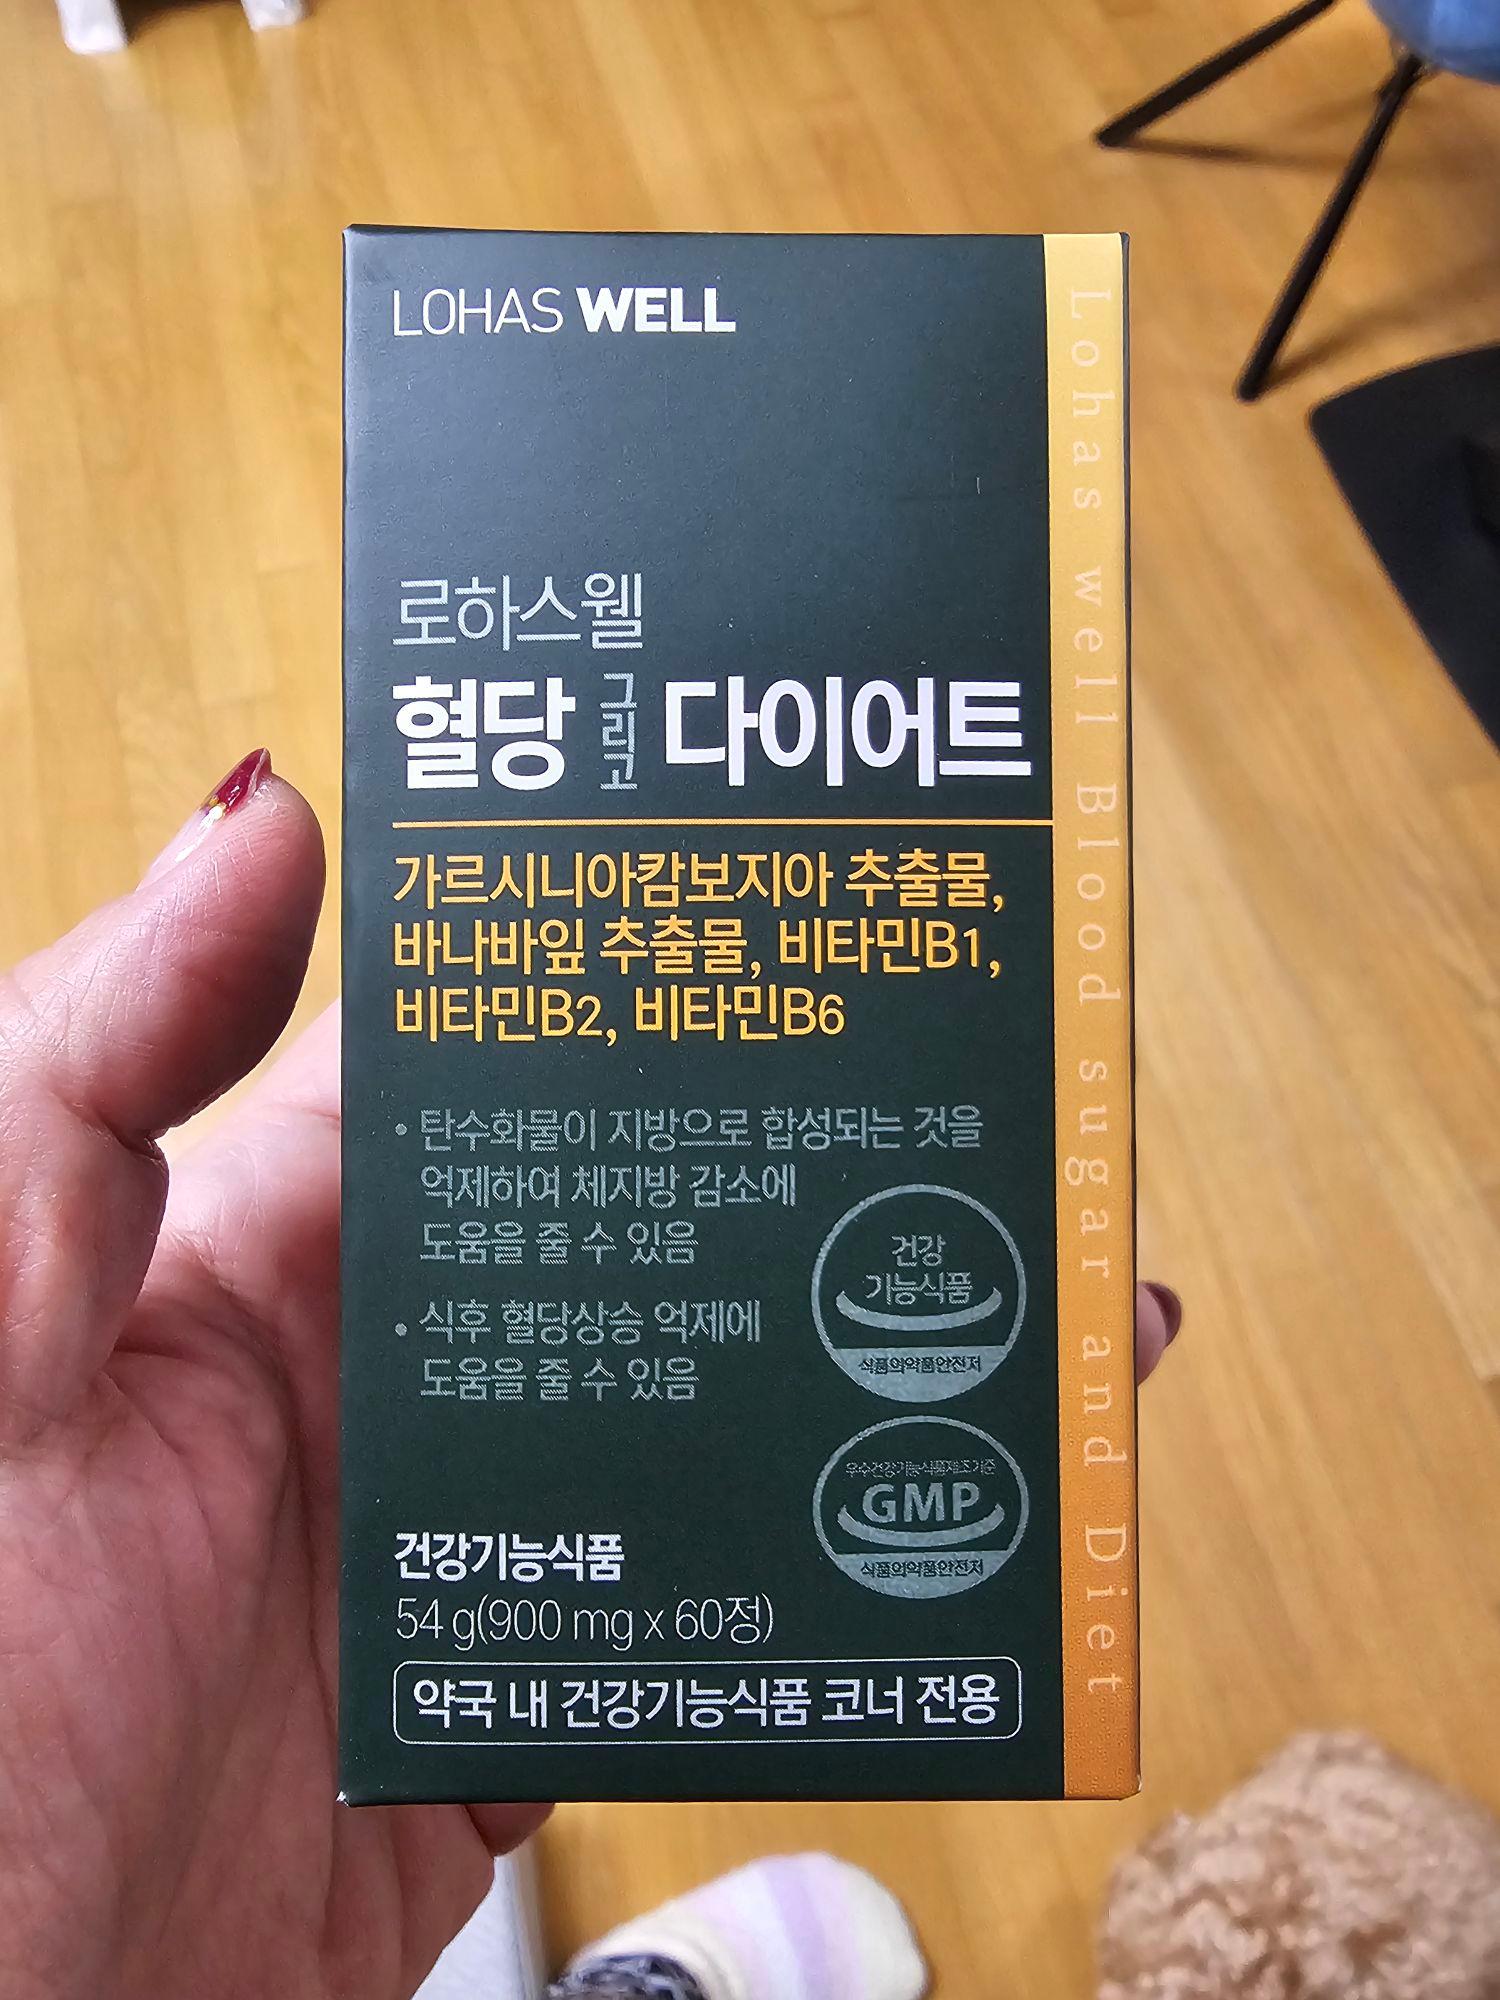 LOHAS WELL
로하스웰
혈당 그리고 다이어트
가르시니아캄보지아 추출물,
바나바잎 추출물, 비타민B1,
비타민B2, 비타민B6
• 탄수화물이 지방으로 합성되는 것을
억제하여 체지방 감소에
도움을 줄 수 있음
• 식후 혈당상승 억제에
도움을 줄 수 있음
건강
기능식품
식품의약품안전처
우수건강기능식품제조기준
GMP
식품의약품안전처
건강기능식품
54 g(900 mg x 60정)
약국 내 건강기능식품 코너 전용
Lohas well Blood sugar and Diet